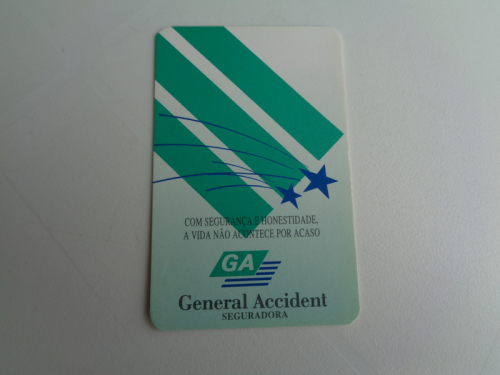 COM SEGURANÇA E HONESTIDADE,
A VIDA NÃO ACONTECE POR ACASO
GA
General Accident
SEGURADORA